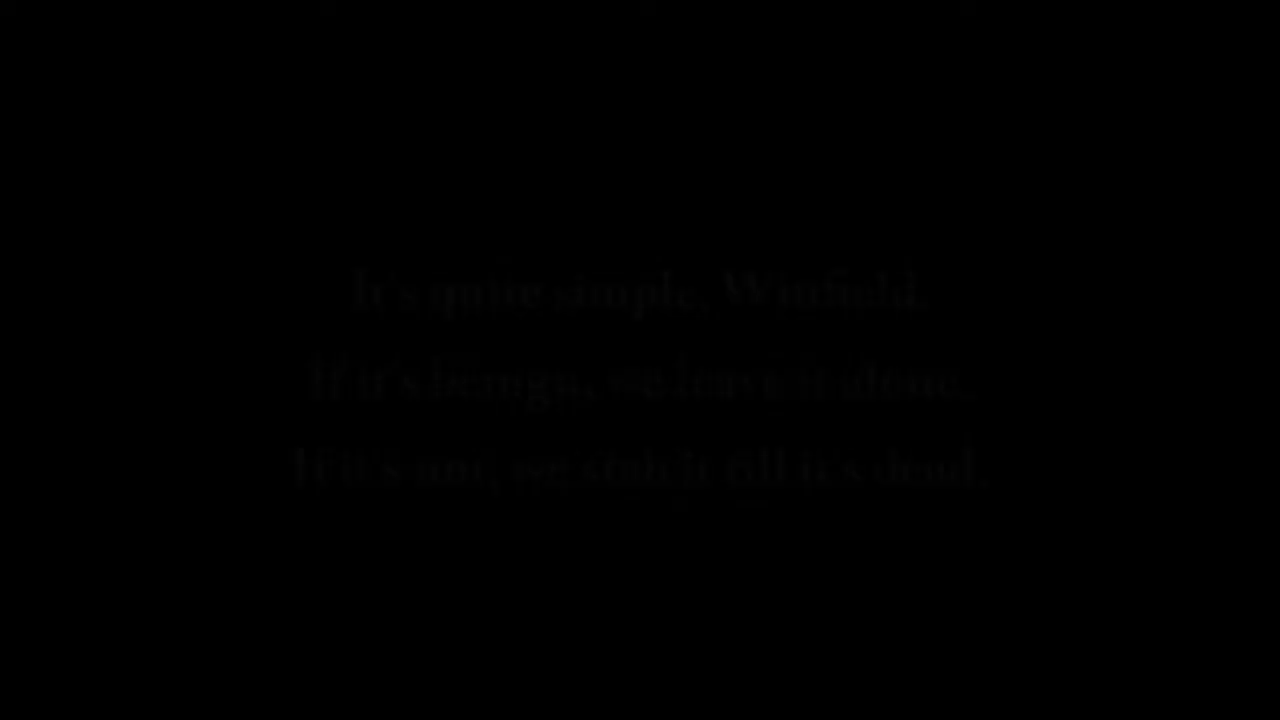 It's quite simple, Winfield.
If it's benign, we leave it alone.
If it's not, we stab it till it's dead.